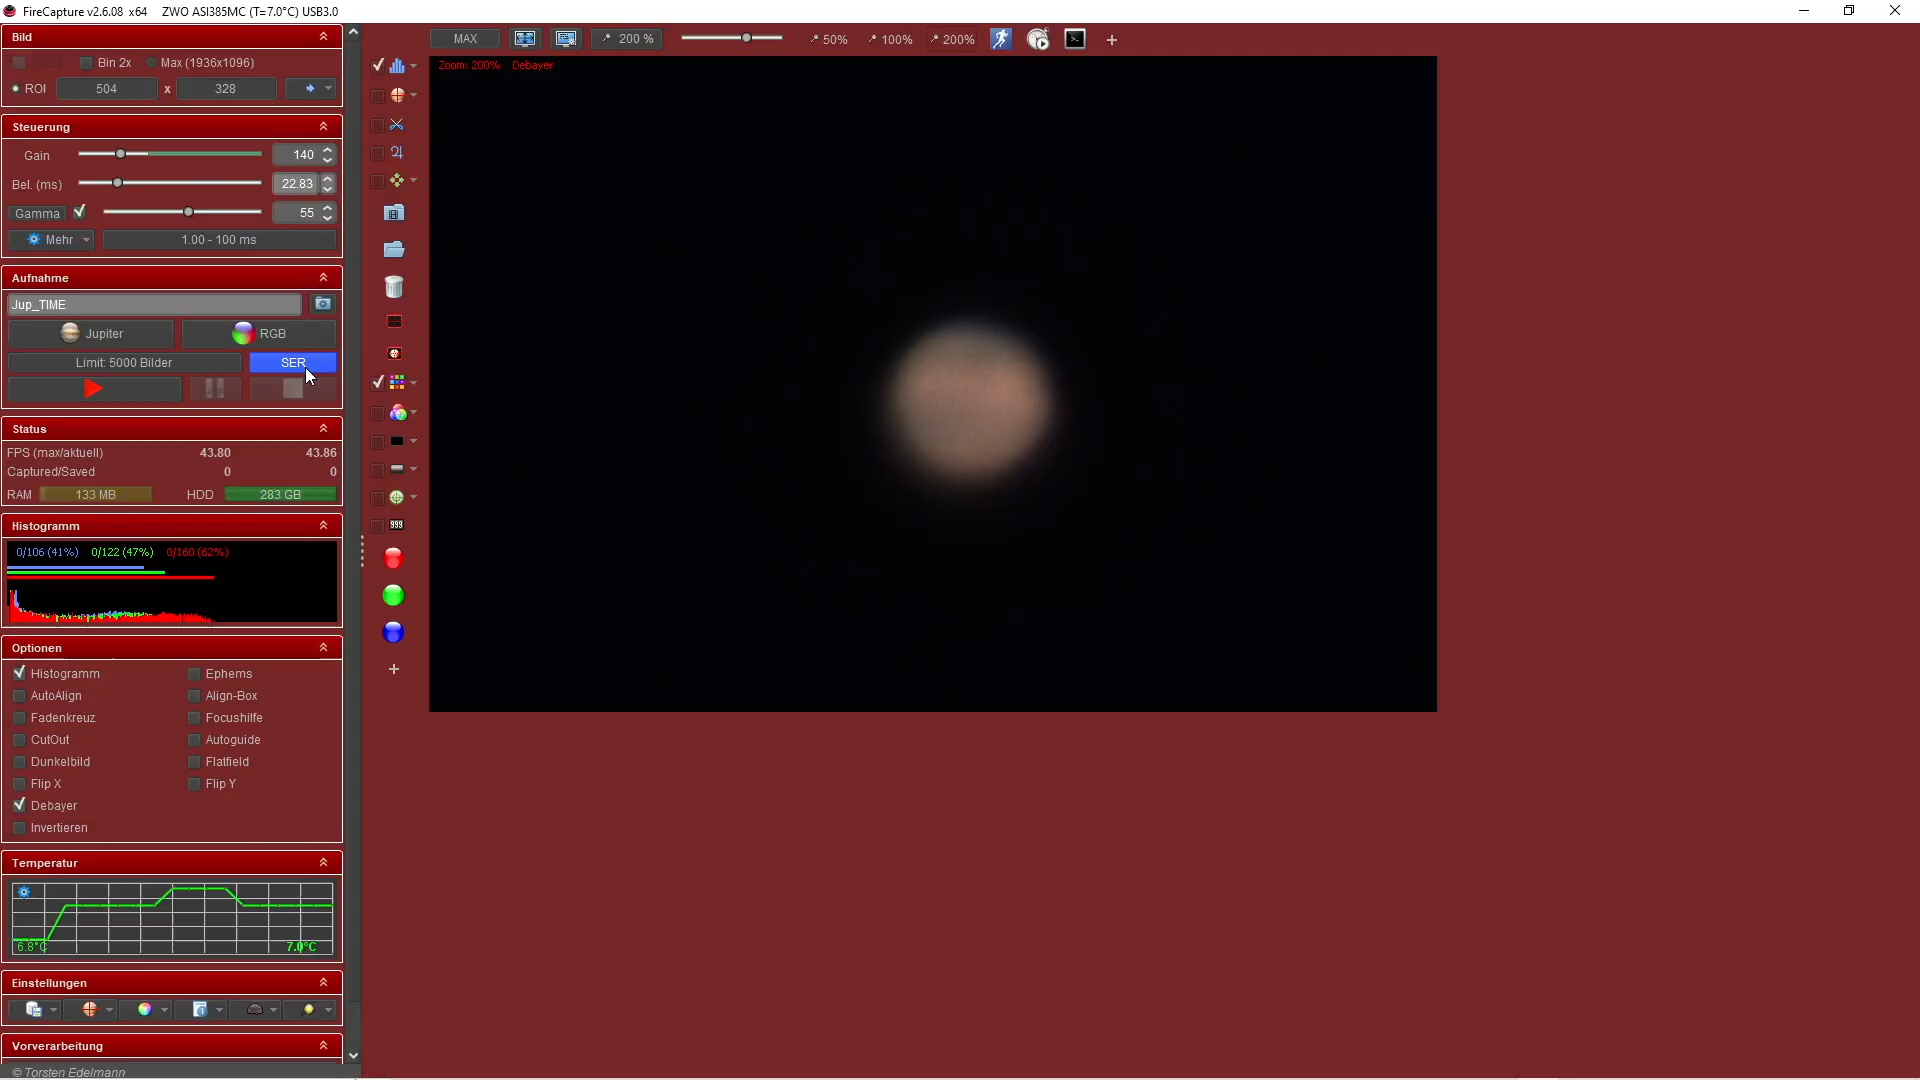 FireCapture v2.6.08 x64 ZWO ASI385MC (T=7.0°C) USB3.0
MAX 200 % 50% 100% 200%
Zoom: 200% Debayer
Bild
Bin 2x Max (1936x1096)
ROI 504 x 328
Steuerung
Gain 140
Bel. (ms) 22.83
Gamma 55
Mehr 1.00 - 100 ms
Aufnahme
Jup_TIME
Jupiter RGB
Limit: 5000 Bilder SER
Status
FPS (max/aktuell) 43.80 43.86
Captured/Saved 0 0
RAM 133 MB HDD 283 GB
Histogramm
0/106 (41%) 0/122 (47%) 0/160 (62%)
999
Optionen
Histogramm Ephems
AutoAlign Align-Box
Fadenkreuz Focushilfe
CutOut Autoguide
Dunkelbild Flatfield
Flip X Flip Y
Debayer
Invertieren
Temperatur
6.8°C 7.0°C
Einstellungen
Vorverarbeitung
© Torsten Edelmann